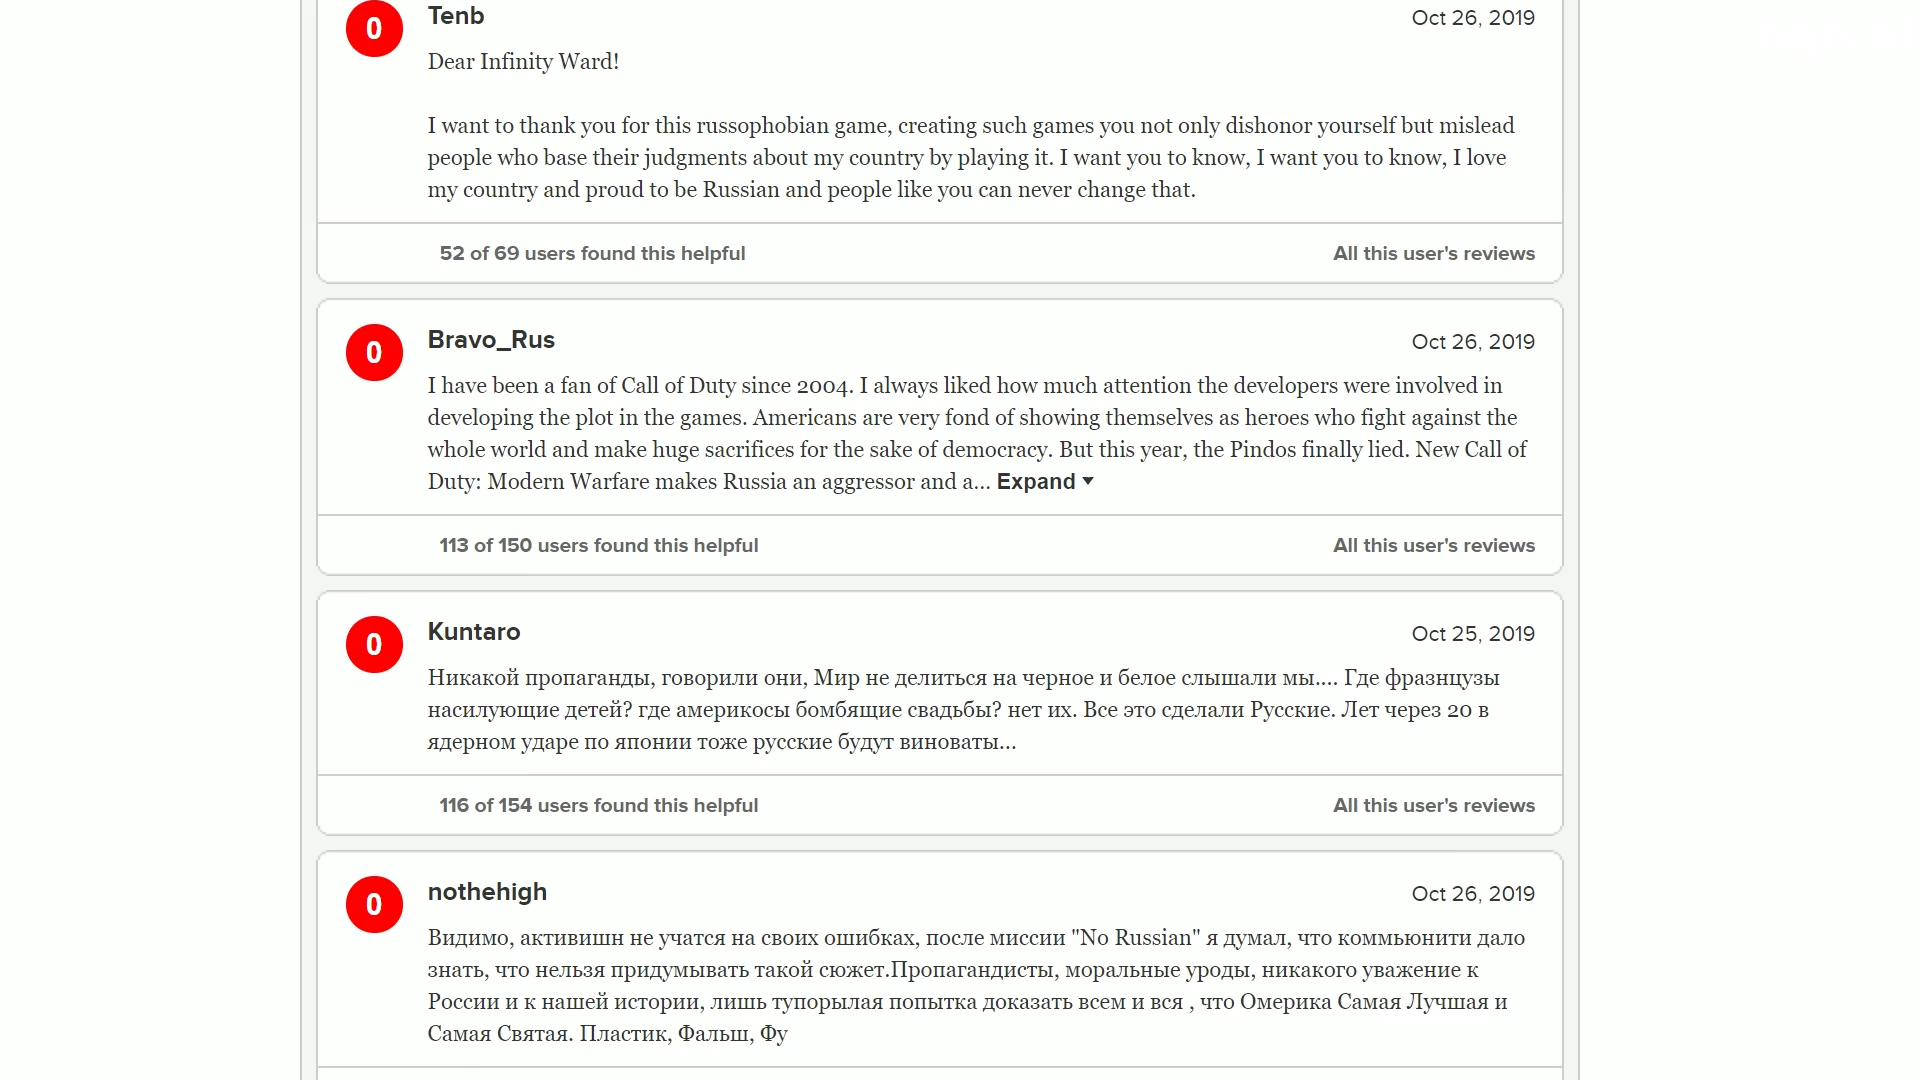 0
Tenb
Oct 26, 2019
Dear Infinity Ward!
I want to thank you for this russophobian game, creating such games you not only dishonor yourself but mislead
people who base their judgments about my country by playing it. I want you to know, I want you to know, I love
my country and proud to be Russian and people like you can never change that.
52 of 69 users found this helpful
All this user's reviews
0
Bravo_Rus
Oct 26, 2019
I have been a fan of Call of Duty since 2004. I always liked how much attention the developers were involved in
developing the plot in the games. Americans are very fond of showing themselves as heroes who fight against the
whole world and make huge sacrifices for the sake of democracy. But this year, the Pindos finally lied. New Call of
Duty: Modern Warfare makes Russia an aggressor and a... Expand
113 of 150 users found this helpful
All this user's reviews
0
Kuntaro
Oct 25, 2019
Никакой пропаганды, говорили они, Мир не делиться на черное и белое слышали мы.... Где фразнцузы
насилующие детей? где америкосы бомбящие свадьбы? нет их. Все это сделали Русские. Лет через 20 в
ядерном ударе по японии тоже русские будут виноваты...
116 of 154 users found this helpful
All this user's reviews
0
nothehigh
Oct 26, 2019
Видимо, активишн не учатся на своих ошибках, после миссии "No Russian" я думал, что коммьюнити дало
знать, что нельзя придумывать такой сюжет.Пропагандисты, моральные уроды, никакого уважение к
России и к нашей истории, лишь тупорылая попытка доказать всем и вся , что Омерика Самая Лучшая и
Самая Святая. Пластик, Фальш, Фу